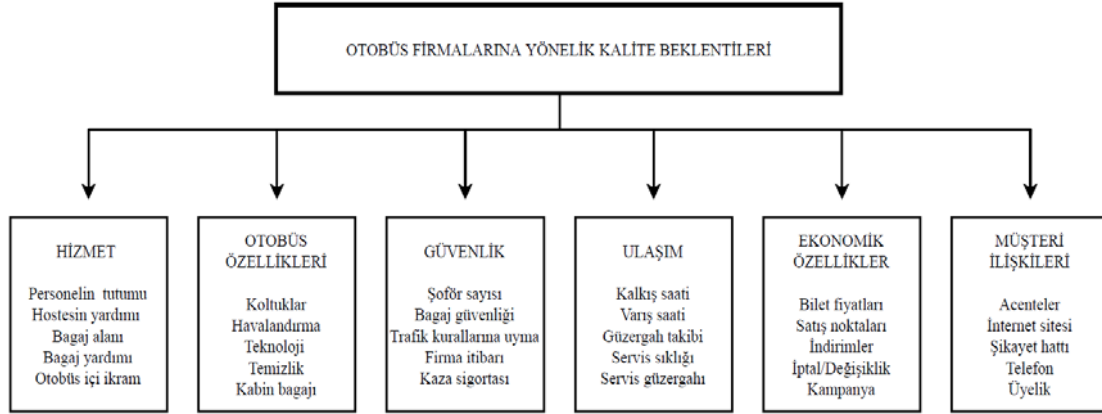 OTOBÜS FİRMALARINA YÖNELİK KALİTE BEKLENTİLERİ
HİZMET
Personelin tutumu
Hostesin yardımı
Bagaj alanı
Bagaj yardımı
Otobüs içi ikram
OTOBÜS
ÖZELLİKLERİ
Koltuklar
Havalandırma
Teknoloji
Temizlik
Kabin bagajı
GÜVENLİK
Şoför sayısı
Bagaj güvenliği
Trafik kurallarına uyma
Firma itibarı
Kaza sigortası
ULAŞIM
Kalkış saati
Varış saati
Güzergahı takibi
Servis sıklığı
Servis güzergahı
EKONOMİK
ÖZELLİKLER
Bilet fiyatları
Satış noktaları
İndirimler
İptal/Değişiklik
Kampanya
MÜŞTERİ
İLİŞKİLERİ
Acenteler
İnternet sitesi
Şikayet hattı
Telefon
Üyelik